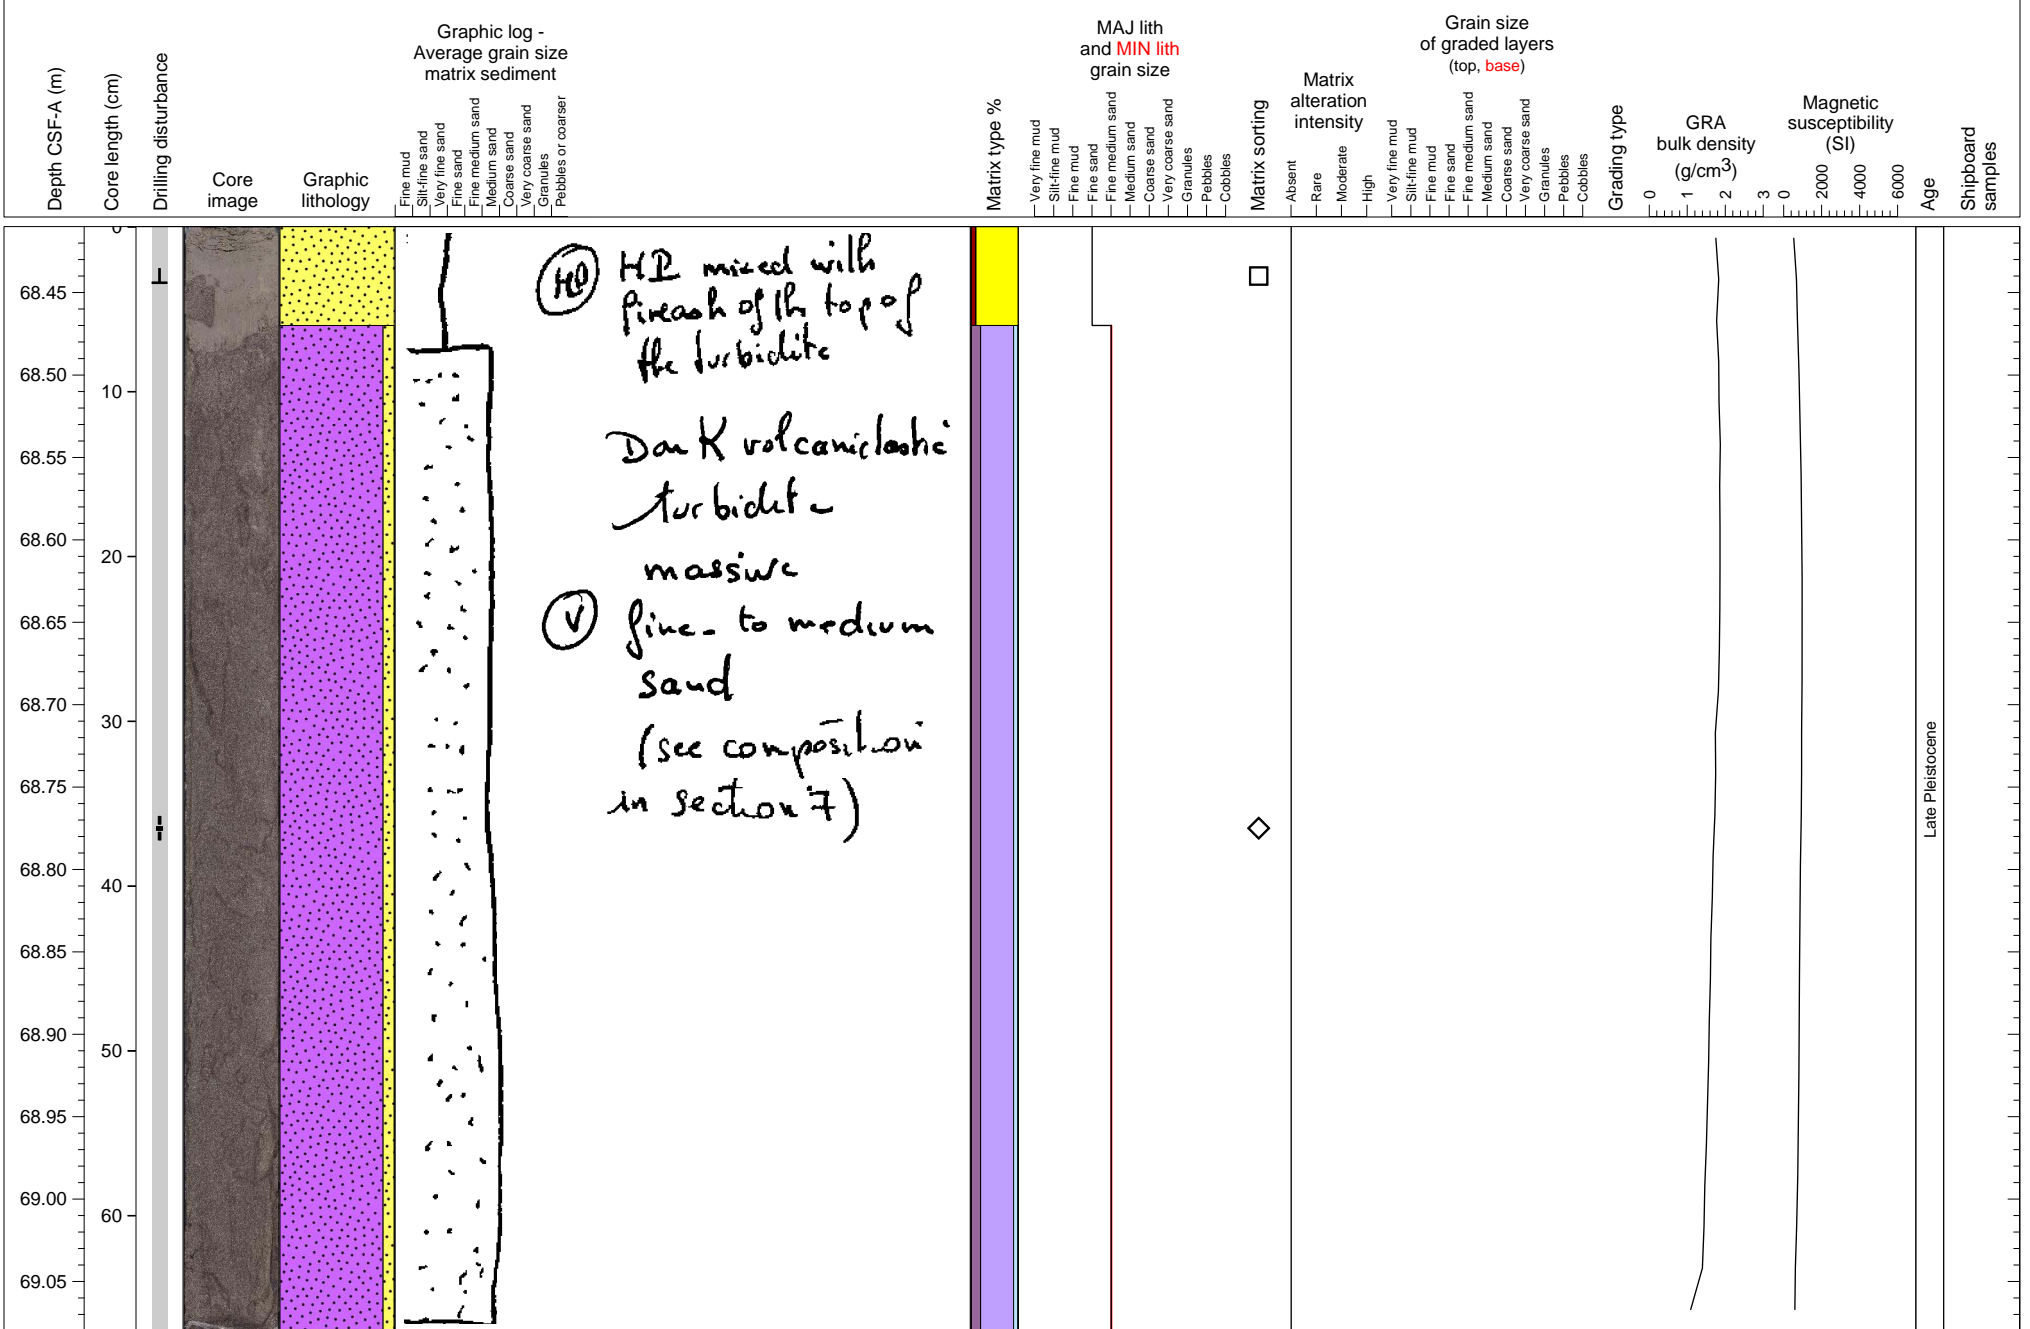 Depth CSF-A (m)
Core length (cm)
Drilling disturbance
Core
image
Graphic
lithology
Graphic log -
Average grain size
matrix sediment
Fine mud
Silt-fine sand
Very fine sand
Fine sand
Fine medium sand
Medium sand
Coarse sand
Very coarse sand
Granules
Pebbles or coarser
Matrix type %
MAJ lith
and MIN lith
grain size
Very fine mud
Silt-fine mud
Fine mud
Fine sand
Fine medium sand
Medium sand
Coarse sand
Very coarse sand
Granules
Pebbles
Cobbles
Matrix sorting
Matrix
alteration
intensity
Absent
Rare
Moderate
High
Grain size
of graded layers
(top, base)
Very fine mud
Silt-fine mud
Fine mud
Fine sand
Fine medium sand
Medium sand
Coarse sand
Very coarse sand
Granules
Pebbles
Cobbles
Grading type
GRA
bulk density
(g/cm3)
0 1 2 3
Magnetic
susceptibility
(SI)
0 2000 4000 6000
Age
Shipboard
samples
68.45
68.50
68.55
68.60
68.65
68.70
68.75
68.80
68.85
68.90
68.95
69.00
69.05
0
10
20
30
40
50
60
mixed with
of the top of
the turbidite
Dark volcaniclastic
turbidite
massive
V fine- to medium
sand
(see composition
in section 7)
Late Pleistocene